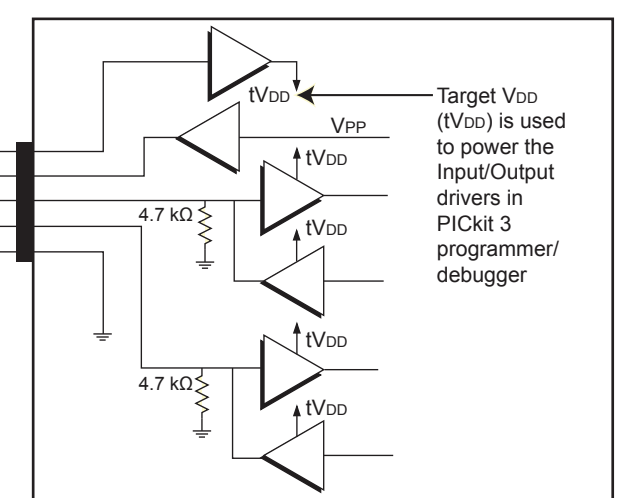 tVDD
Target VDD
(tVDD) is used
to power the
Input/Output
drivers in
PICkit 3
programmer/
debugger
VPP
tVDD
4.7 kΩ
tVDD
tVDD
4.7 kΩ
tVDD